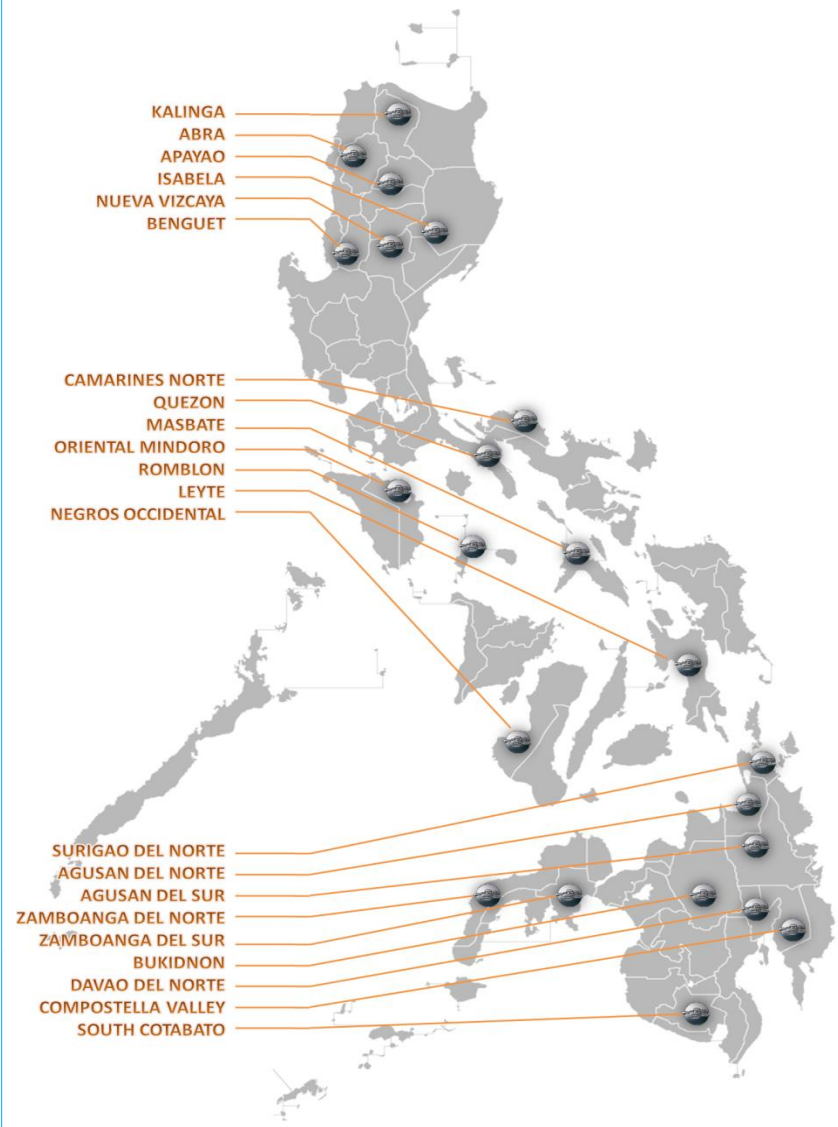 KALINGA
ABRA
APAYAO
ISABELA
NUEVA VIZCAYA
BENGUET
CAMARINES NORTE
QUEZON
MASBATE
ORIENTAL MINDORO
ROMBLON
LEYTE
NEGROS OCCIDENTAL
SURIGAO DEL NORTE
AGUSAN DEL NORTE
AGUSAN DEL SUR
ZAMBOANGA DEL NORTE
ZAMBOANGA DEL SUR
BUKIDNON
DAVAO DEL NORTE
COMPOSTELLA VALLEY
SOUTH COTABATO